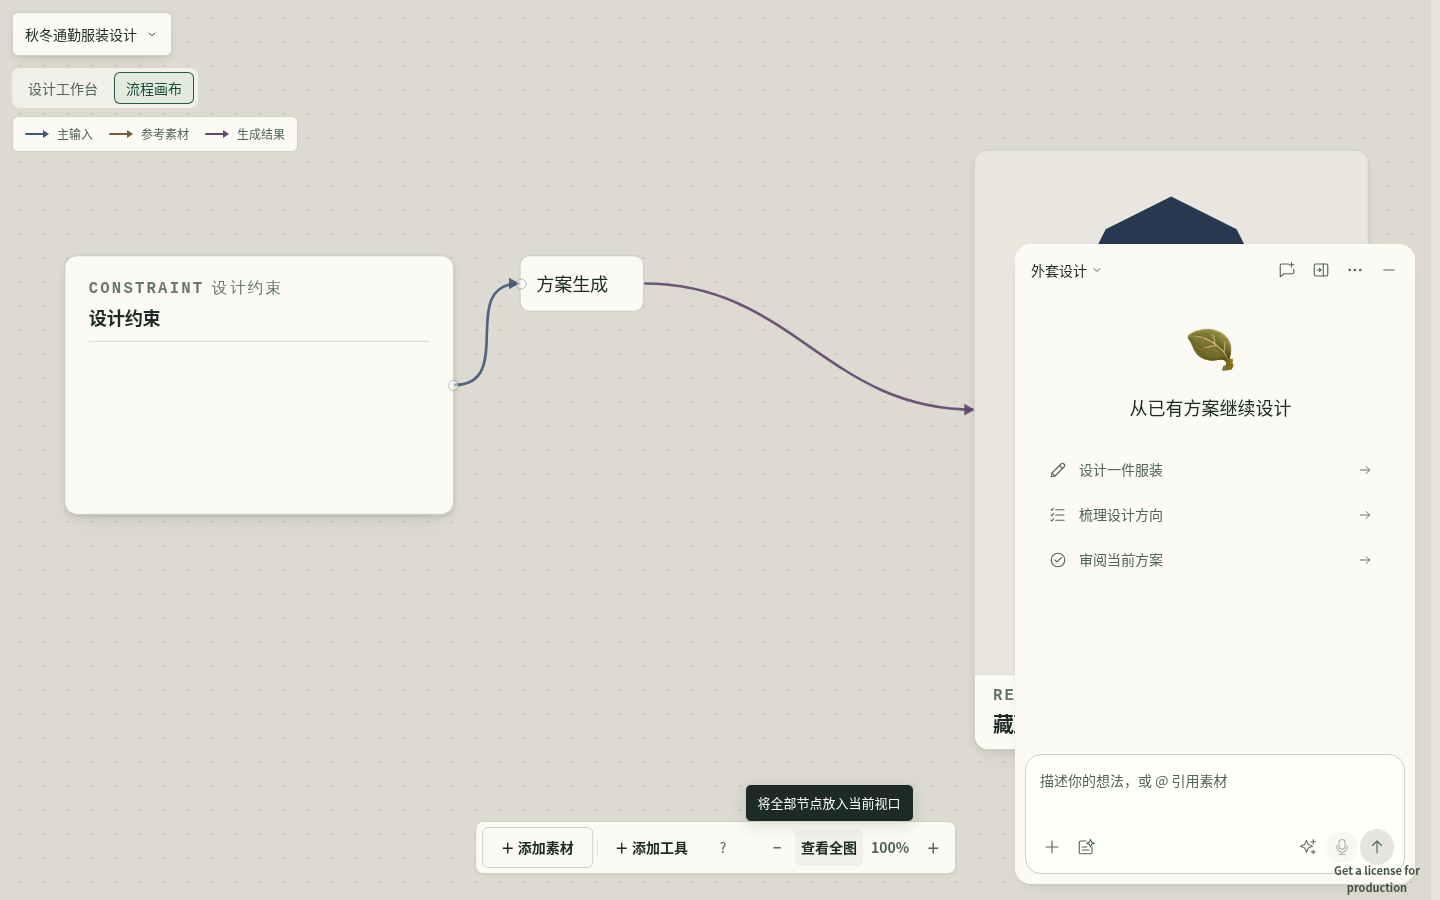 秋冬通勤服装设计
设计工作台 流程画布
主输入 参考素材 生成结果
CONSTRAINT 设计约束
设计约束
方案生成
外套设计
从已有方案继续设计
设计一件服装
梳理设计方向
审阅当前方案
RE
藏
描述你的想法，或 @ 引用素材
将全部节点放入当前视口
+ 添加素材 + 添加工具 ? − 查看全图 100% +
Get a license for
production